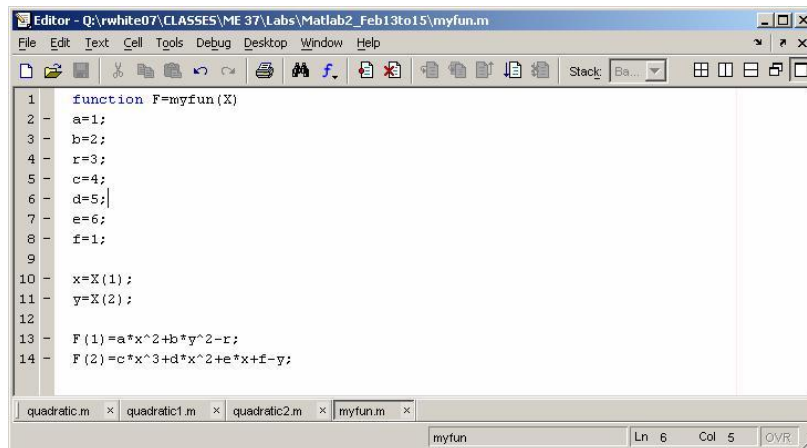 Editor - Q:\rwhite07\CLASSES\ME 37\Labs\Matlab2_Feb13to15\myfun.m
File Edit Text Cell Tools Debug Desktop Window Help
Stack: Ba...
1 function F=myfun(X)
2 - a=1;
3 - b=2;
4 - r=3;
5 - c=4;
6 - d=5;
7 - e=6;
8 - f=1;
9
10 - x=X(1);
11 - y=X(2);
12
13 - F(1)=a*x^2+b*y^2-r;
14 - F(2)=c*x^3+d*x^2+e*x+f-y;
quadratic.m × quadratic1.m × quadratic2.m × myfun.m ×
myfun Ln 6 Col 5 OVR